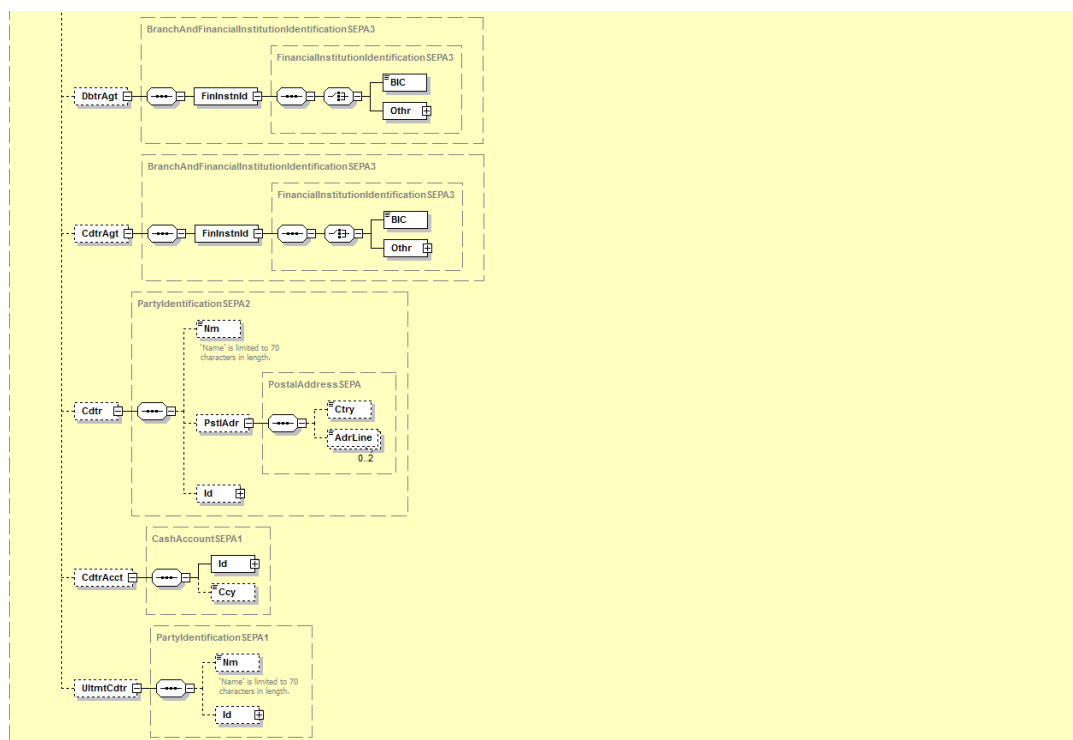 BranchAndFinancialInstitutionIdentificationSEPA3
FinancialInstitutionIdentificationSEPA3
BIC
DbtrAgt
FinInstnId
Othr
BranchAndFinancialInstitutionIdentificationSEPA3
FinancialInstitutionIdentificationSEPA3
BIC
CdtrAgt
FinInstnId
Othr
PartyIdentificationSEPA2
Nm
'Name' is limited to 70
characters in length.
PostalAddressSEPA
Cdtr
Ctry
PstlAdr
AdrLine
0..2
Id
CashAccountSEPA1
Id
CdtrAcct
Ccy
PartyIdentificationSEPA1
Nm
'Name' is limited to 70
characters in length.
UltmtCdtr
Id